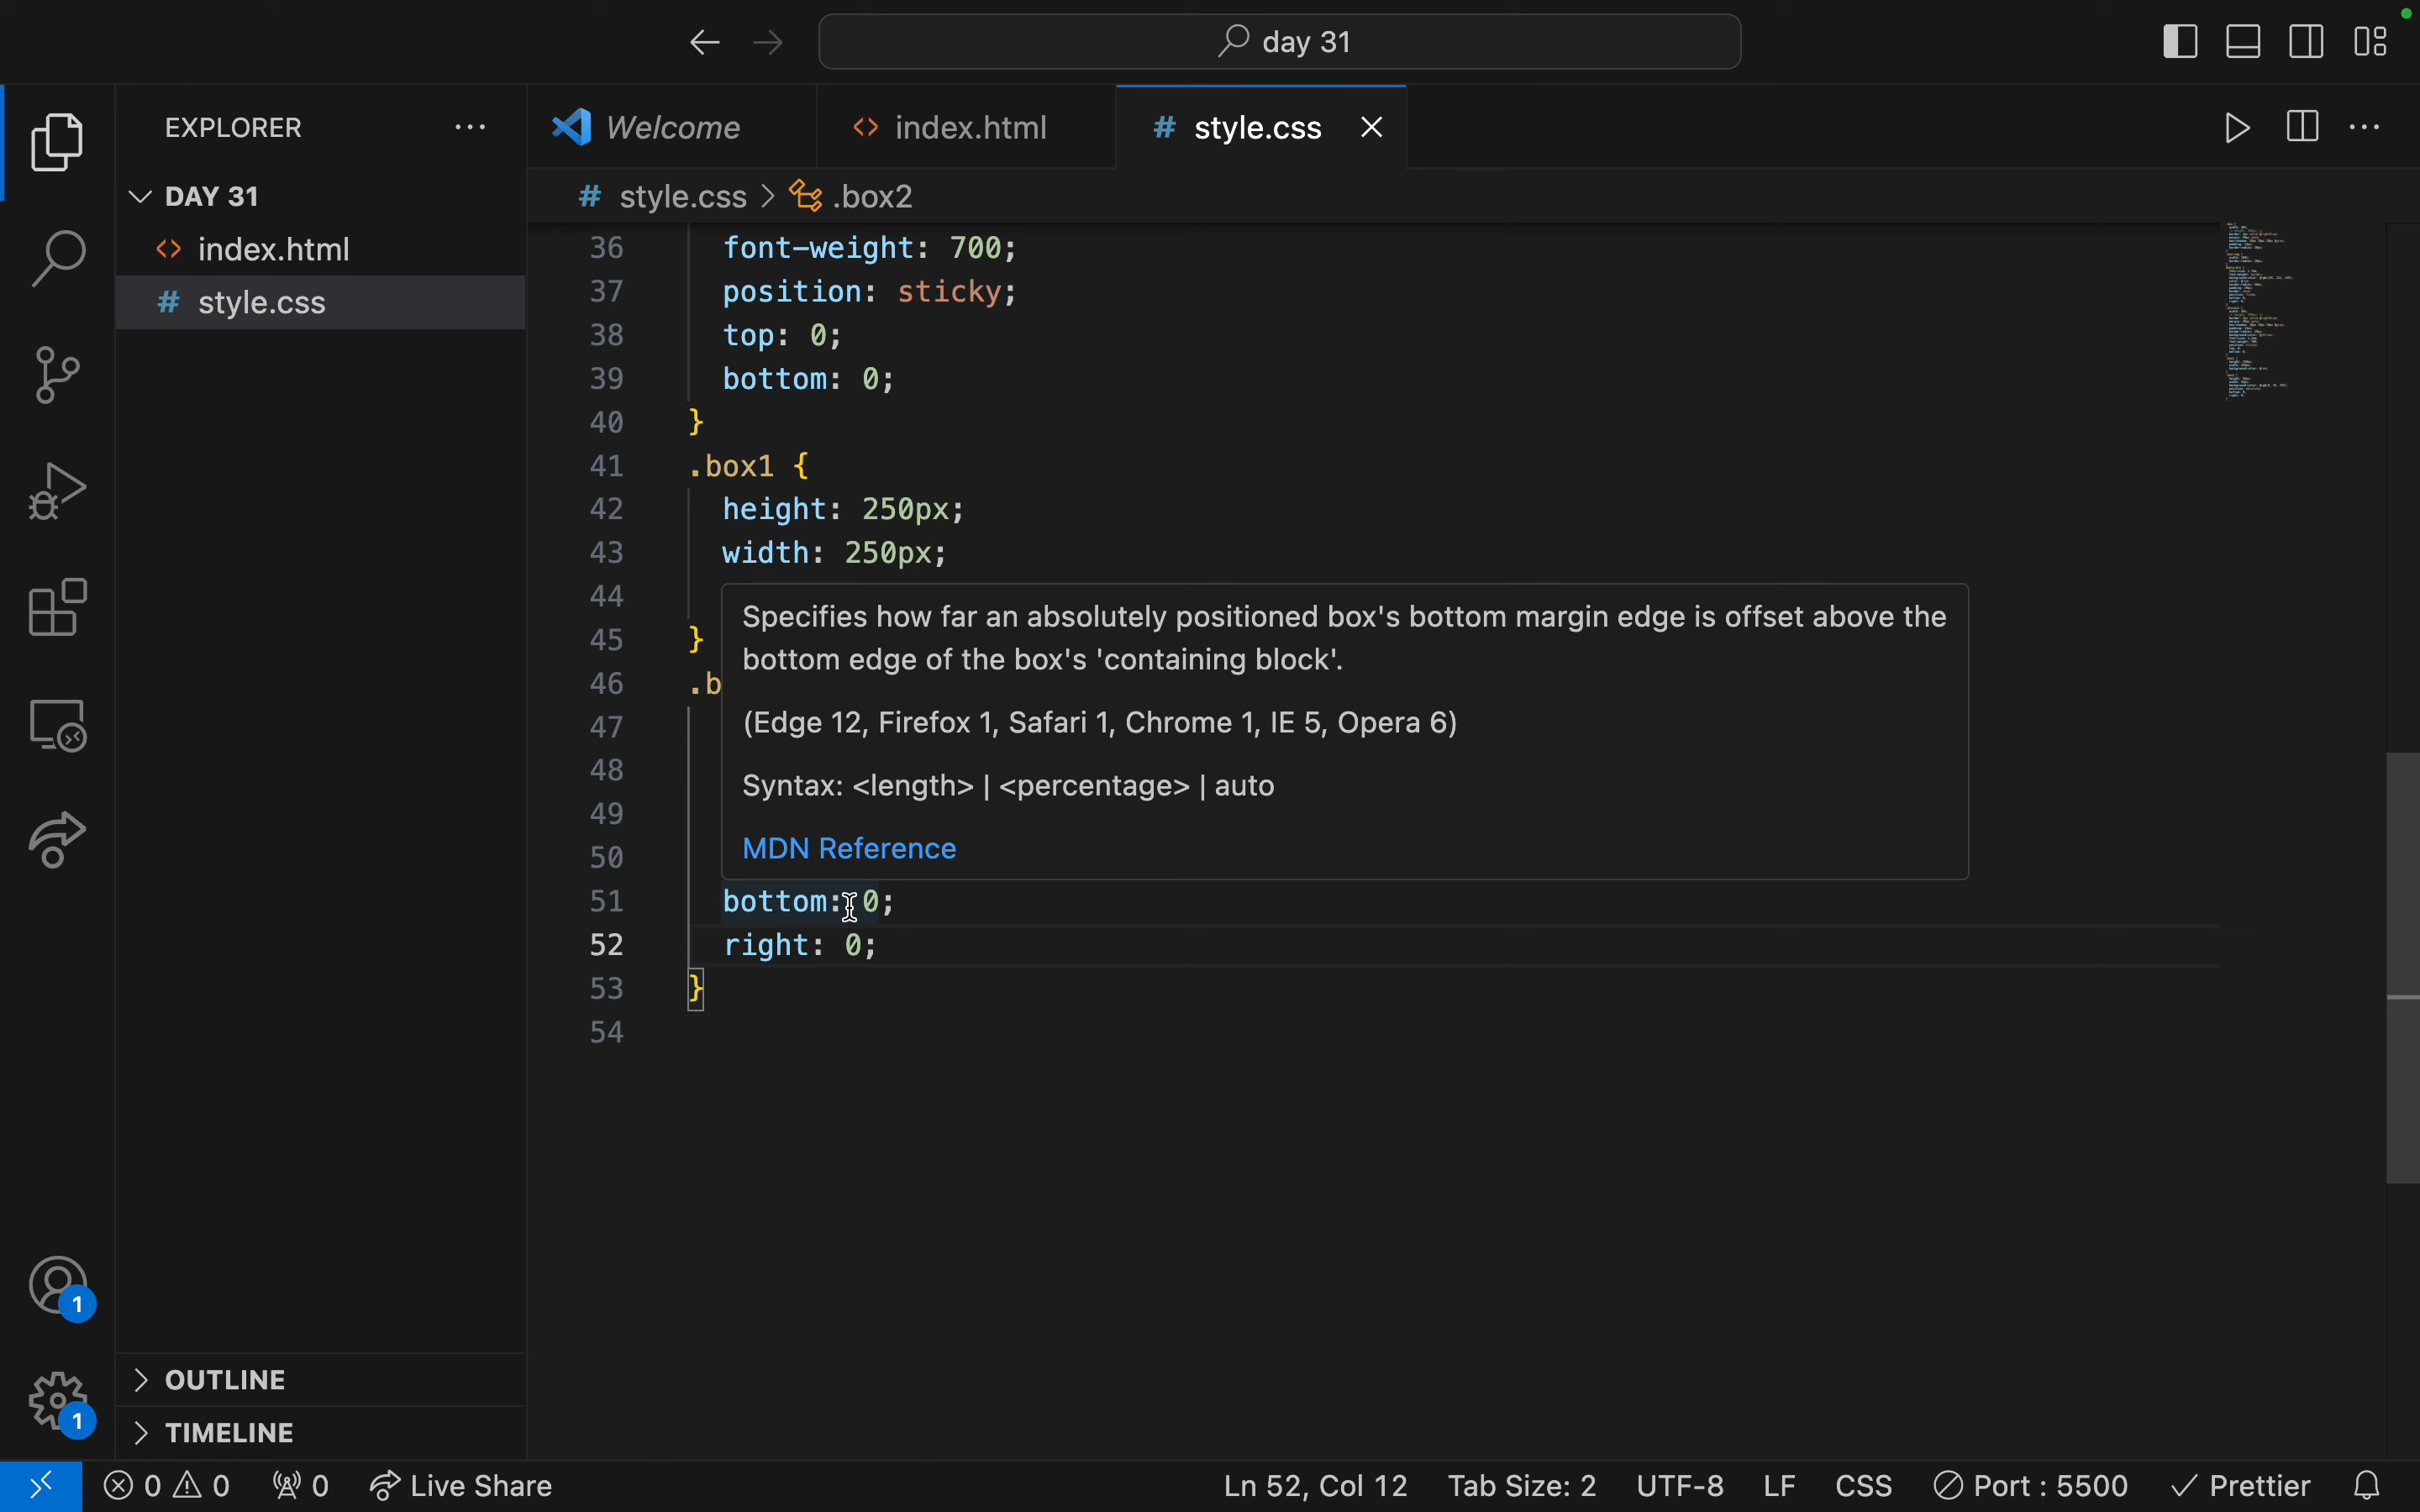 day 31
EXPLORER
DAY 31
index.html
style.css
OUTLINE
TIMELINE
Welcome
index.html
# style.css
# style.css > .box2
36 font-weight: 700;
37 position: sticky;
38 top: 0;
39 bottom: 0;
40 }
41 .box1 {
42 height: 250px;
43 width: 250px;
44
45 }
46 .b
47
48
49
50
51 bottom: 0;
52 right: 0;
53 }
54
Specifies how far an absolutely positioned box's bottom margin edge is offset above the
bottom edge of the box's 'containing block'.
(Edge 12, Firefox 1, Safari 1, Chrome 1, IE 5, Opera 6)
Syntax: <length> | <percentage> | auto
MDN Reference
1
1
0 0 0 Live Share Ln 52, Col 12 Tab Size: 2 UTF-8 LF CSS Port : 5500 Prettier